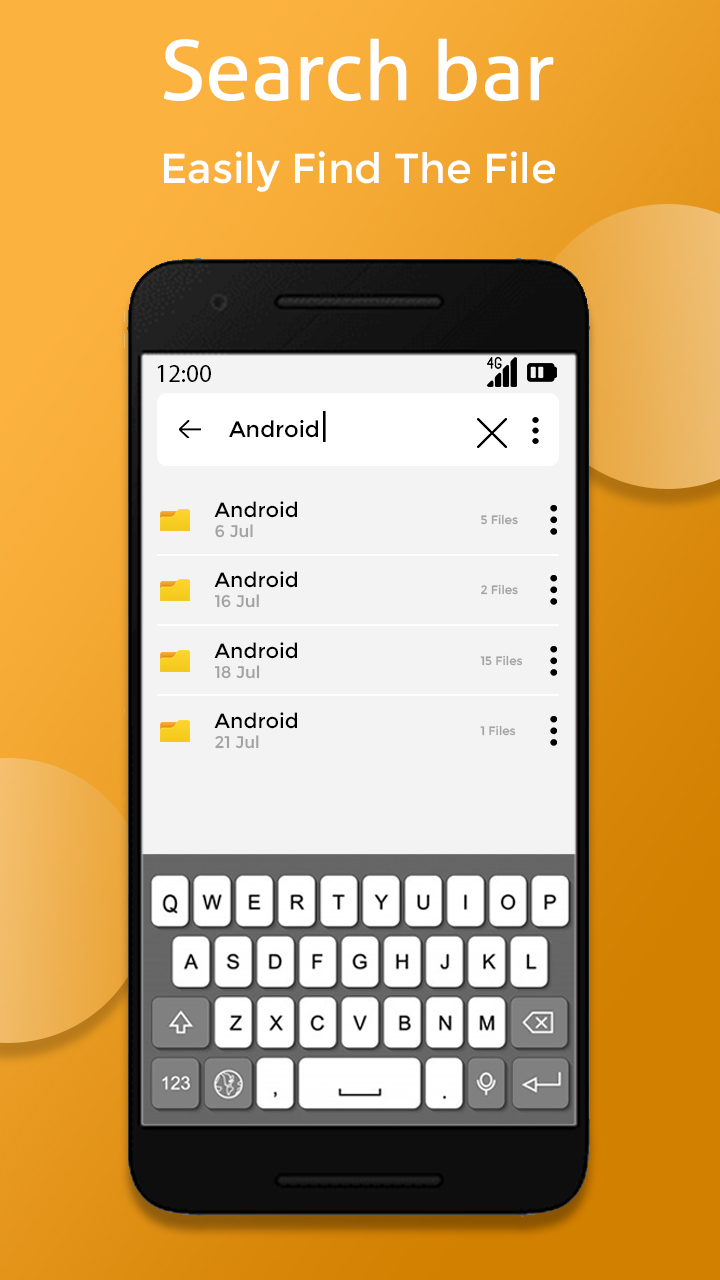 Search bar
Easily Find The File
12:00 4G
Android
Android 5 Files
6 Jul
Android 2 Files
16 Jul
Android 15 Files
18 Jul
Android 1 Files
21 Jul
Q W E R T Y U I O P
A S D F G H J K L
Z X C V B N M
123 , .